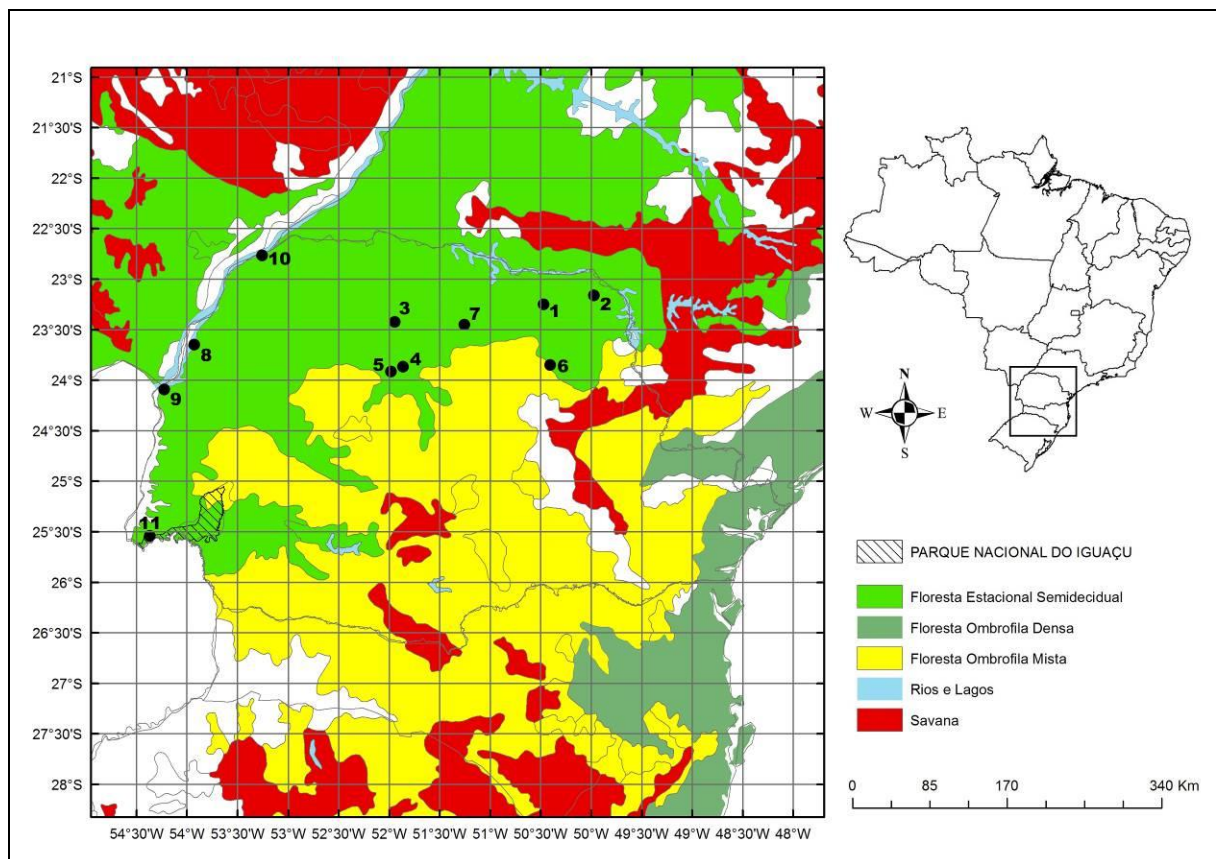 21°S
21°30'S
22°S
22°30'S
23°S
23°30'S
24°S
24°30'S
25°S
25°30'S
26°S
26°30'S
27°S
27°30'S
28°S
10
3
7
1
2
8
5
4
6
9
11
54°30'W 54°W 53°30'W 53°W 52°30'W 52°W 51°30'W 51°W 50°30'W 50°W 49°30'W 49°W 48°30'W 48°W
N
W E
S
PARQUE NACIONAL DO IGUAÇU
Floresta Estacional Semidecidual
Floresta Ombrofila Densa
Floresta Ombrofila Mista
Rios e Lagos
Savana
0 85 170 340 Km